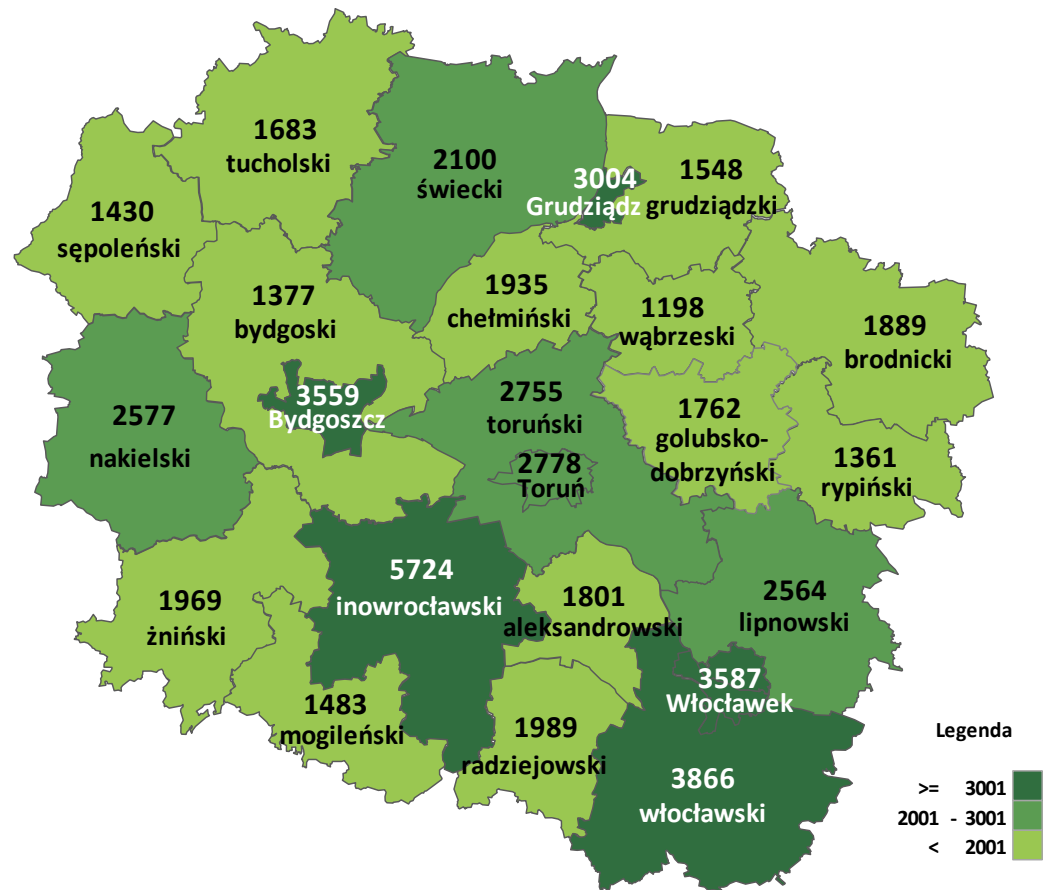 1683
tucholski
2100
świecki
3004
Grudziądz
1548
grudziądzki
1430
sępoleński
1377
bydgoski
1935
chełmiński
1198
wąbrzeski
1889
brodnicki
3559
Bydgoszcz
2577
nakielski
2755
toruński
2778
Toruń
1762
golubsko-
dobrzyński
1361
rypiński
5724
inowrocławski
1969
żniński
1801
aleksandrowski
2564
lipnowski
3587
Włocławek
1483
mogileński
1989
radziejowski
3866
włocławski
Legenda
>= 3001
2001 - 3001
< 2001